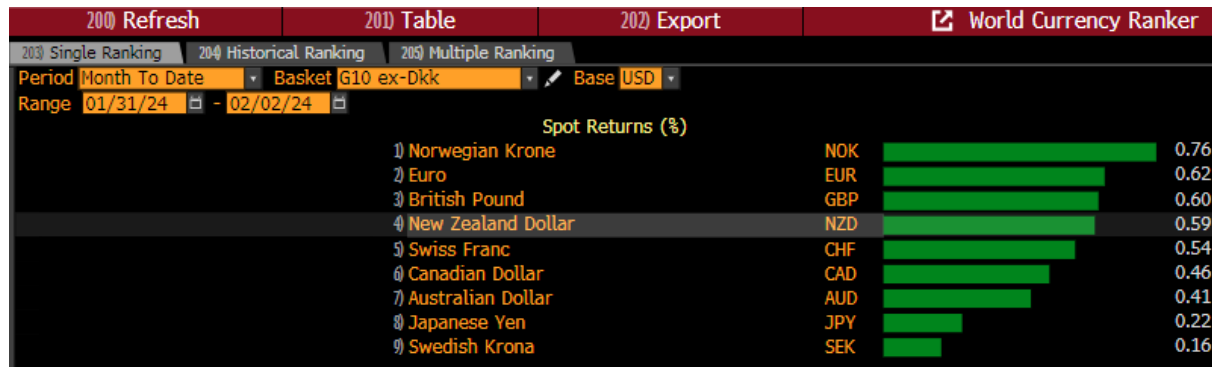 200) Refresh 201) Table 202) Export World Currency Ranker
203) Single Ranking 204) Historical Ranking 205) Multiple Ranking
Period Month To Date Basket G10 ex-Dkk Base USD
Range 01/31/24 - 02/02/24
Spot Returns (%)
1) Norwegian Krone NOK 0.76
2) Euro EUR 0.62
3) British Pound GBP 0.60
4) New Zealand Dollar NZD 0.59
5) Swiss Franc CHF 0.54
6) Canadian Dollar CAD 0.46
7) Australian Dollar AUD 0.41
8) Japanese Yen JPY 0.22
9) Swedish Krona SEK 0.16